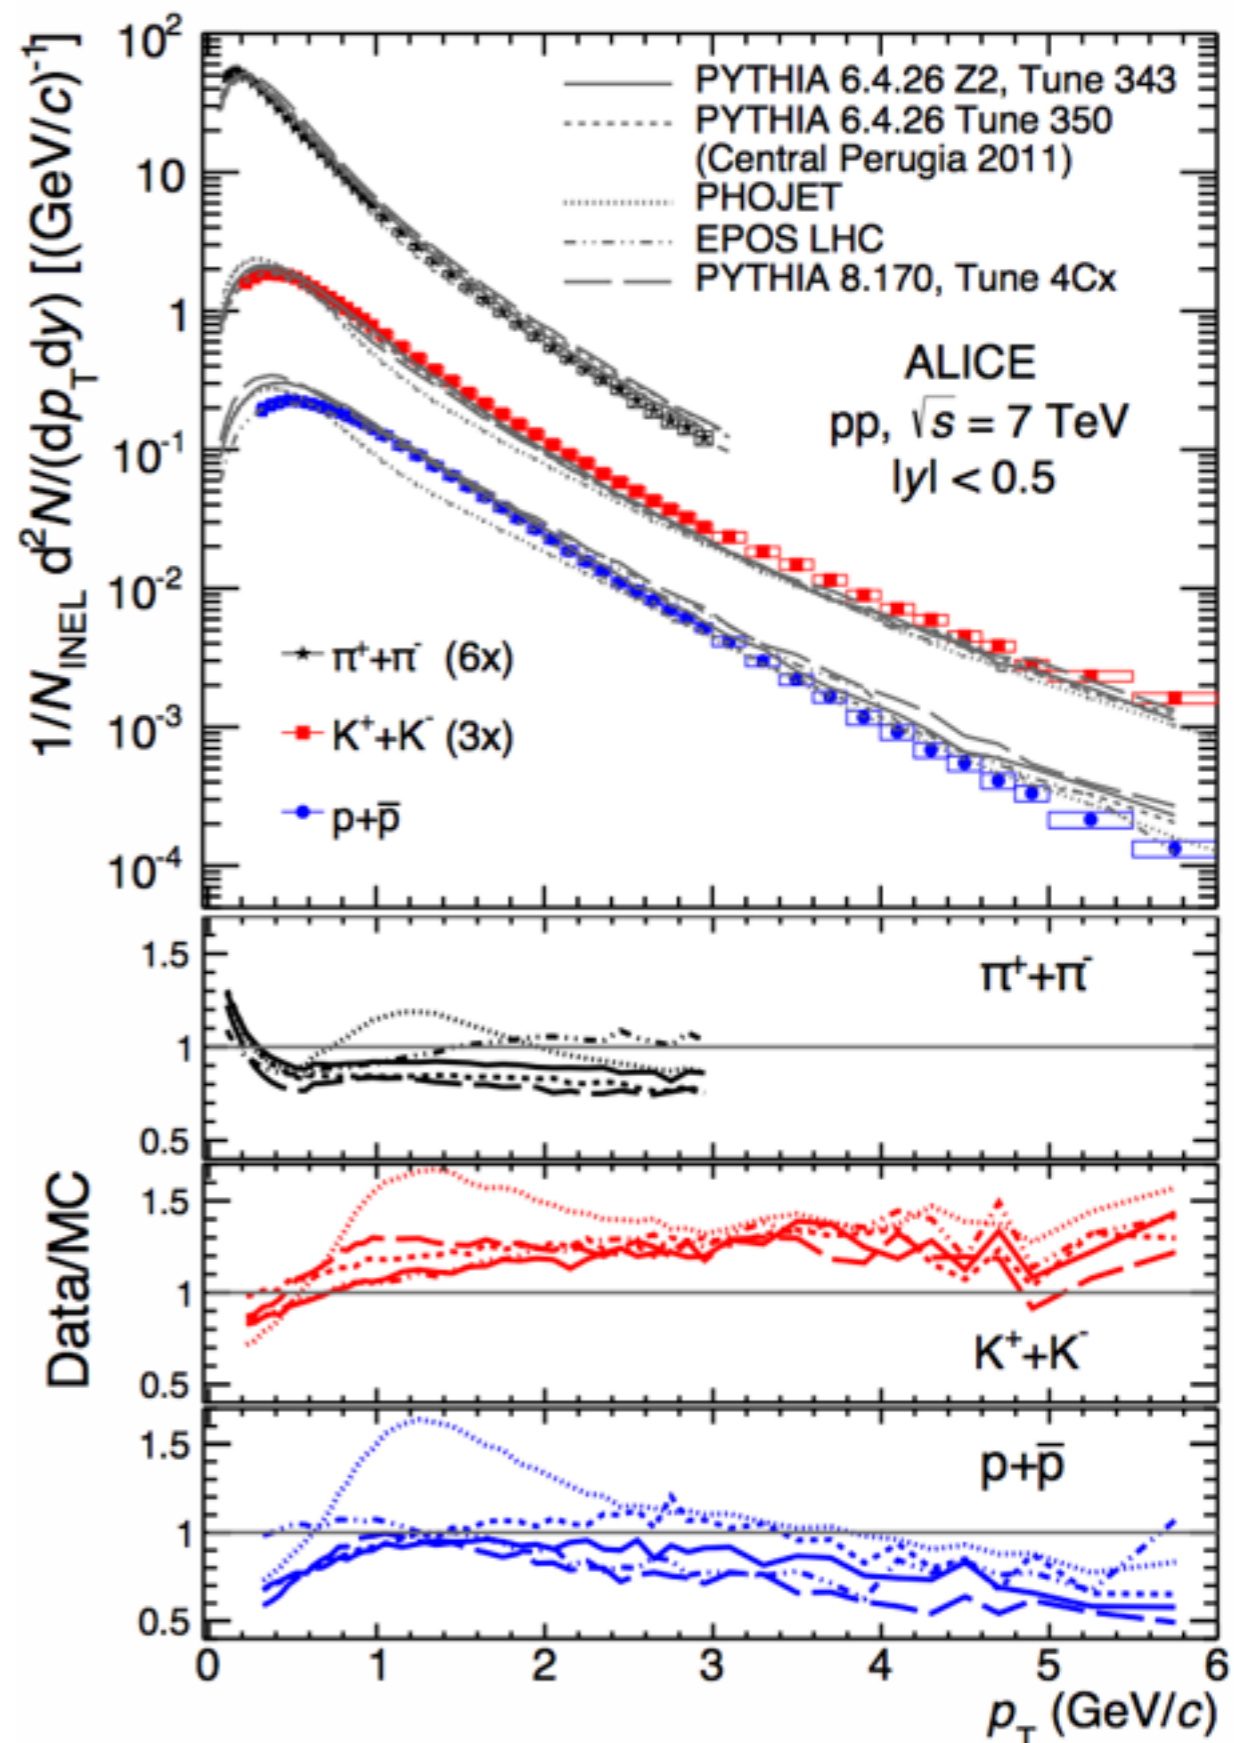 1/N_INEL d²N/(dp_T dy) [(GeV/c)⁻¹]
10²
10
1
10⁻¹
10⁻²
10⁻³
10⁻⁴
PYTHIA 6.4.26 Z2, Tune 343
PYTHIA 6.4.26 Tune 350
(Central Perugia 2011)
PHOJET
EPOS LHC
PYTHIA 8.170, Tune 4Cx
ALICE
pp, √s = 7 TeV
|y| < 0.5
π⁺+π⁻ (6x)
K⁺+K⁻ (3x)
p+p̅
Data/MC
1.5
1
0.5
π⁺+π⁻
1.5
1
0.5
K⁺+K⁻
1.5
1
0.5
p+p̅
0 1 2 3 4 5 6
p_T (GeV/c)